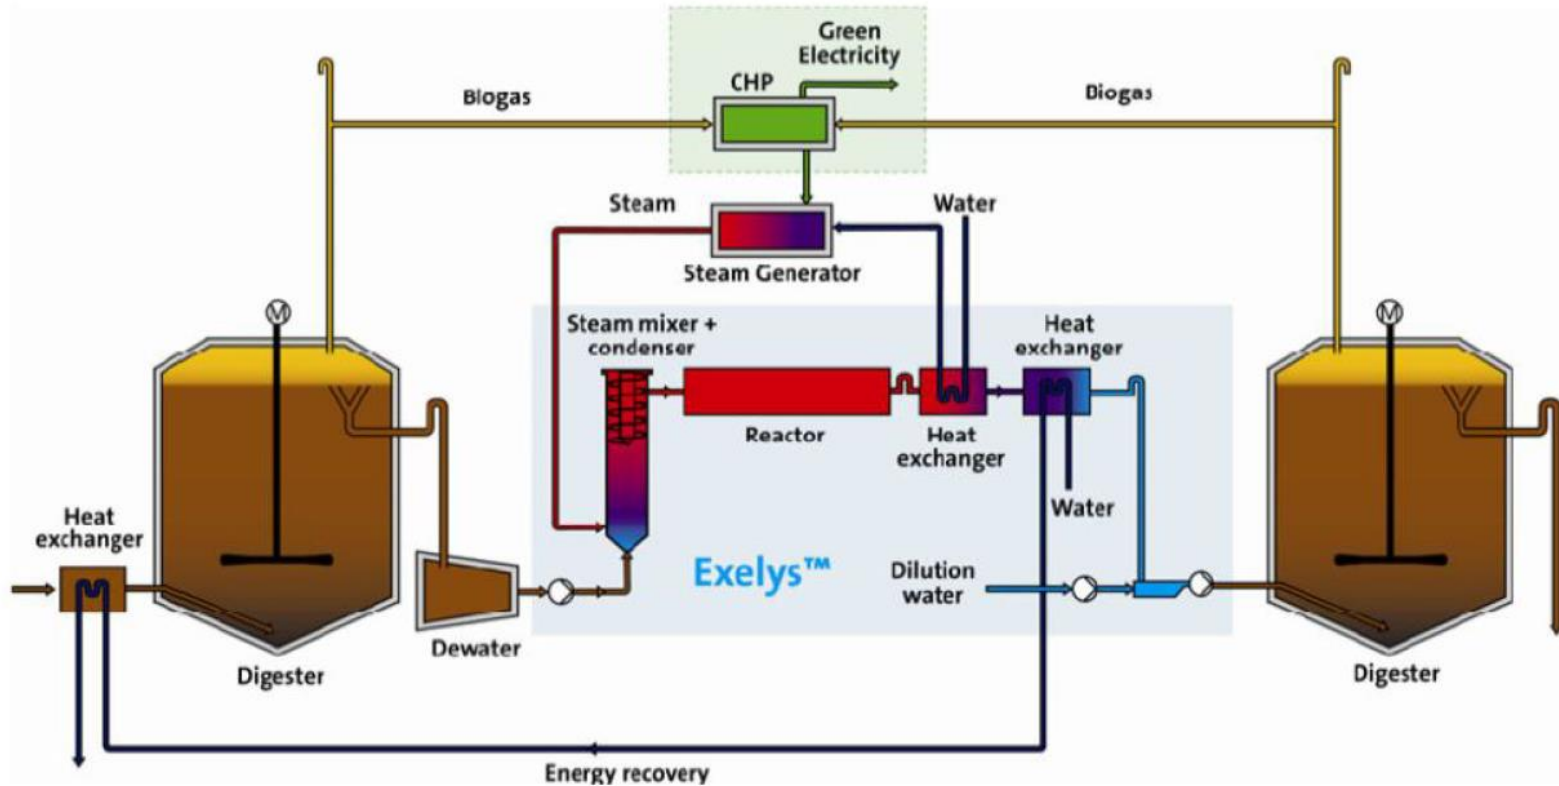 Green
Electricity
CHP
Biogas
Biogas
Steam
Water
Steam Generator
M
Steam mixer +
condenser
Heat
exchanger
M
Reactor
Heat
exchanger
Water
Heat
exchanger
Exelys™
Dilution
water
Dewater
Digester
Digester
Energy recovery